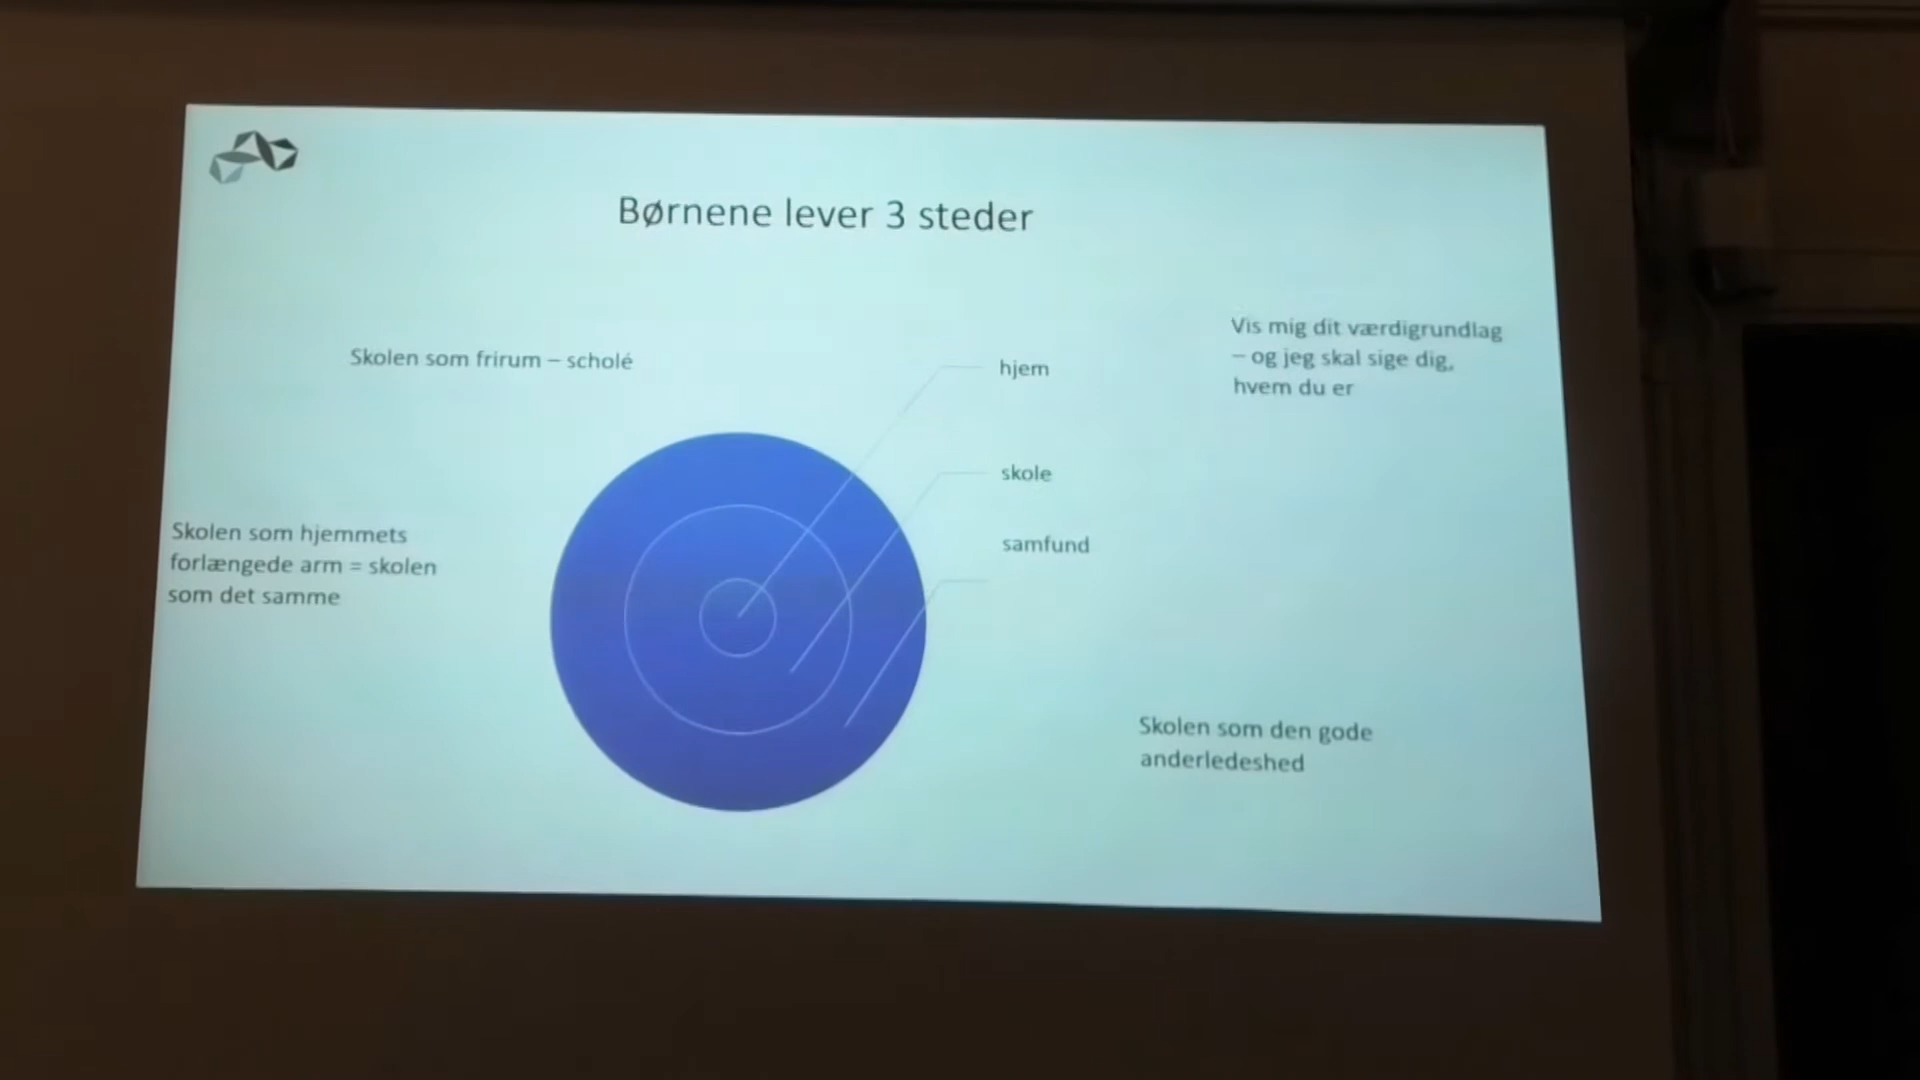 Børnene lever 3 steder
Skolen som frirum – scholé
hjem
Vis mig dit værdigrundlag
– og jeg skal sige dig,
hvem du er
skole
samfund
Skolen som hjemmets
forlængede arm = skolen
som det samme
Skolen som den gode
anderledeshed